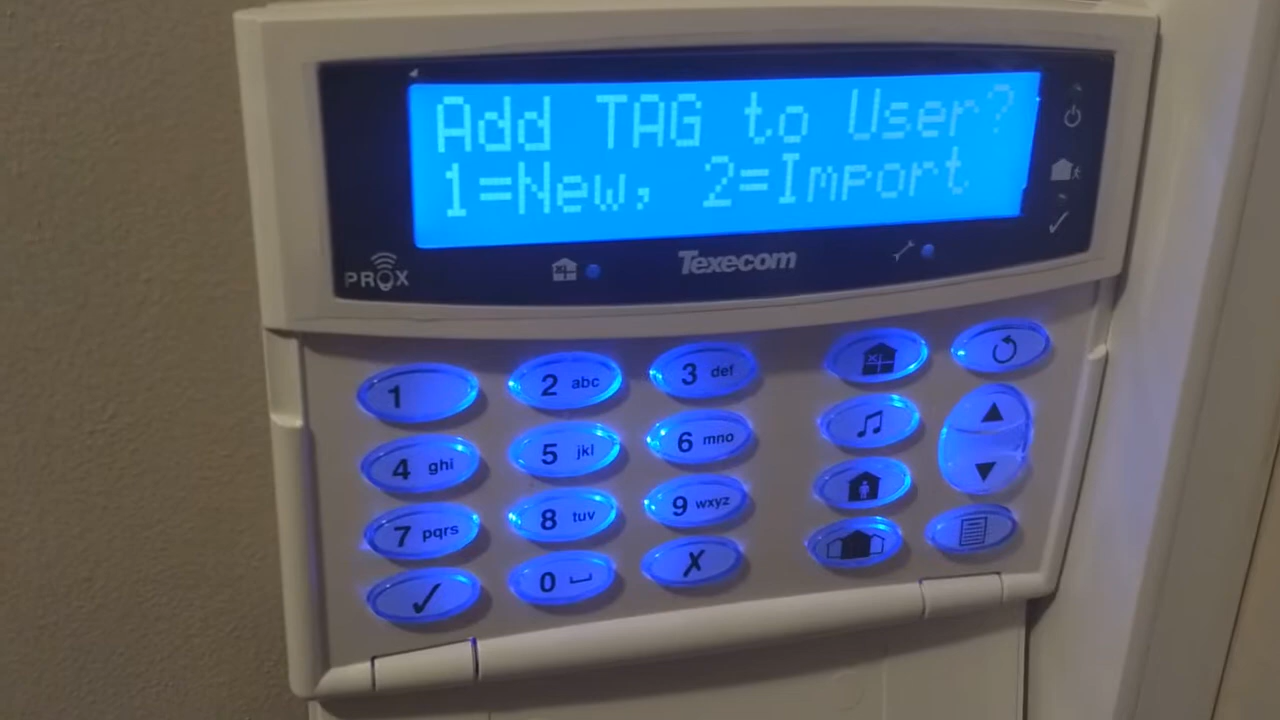 Add TAG to User?
1=New, 2=Import
PROX
Texecom
1
2 abc
3 def
4 ghi
5 jkl
6 mno
7 pqrs
8 tuv
9 wxyz
✓
0
✗